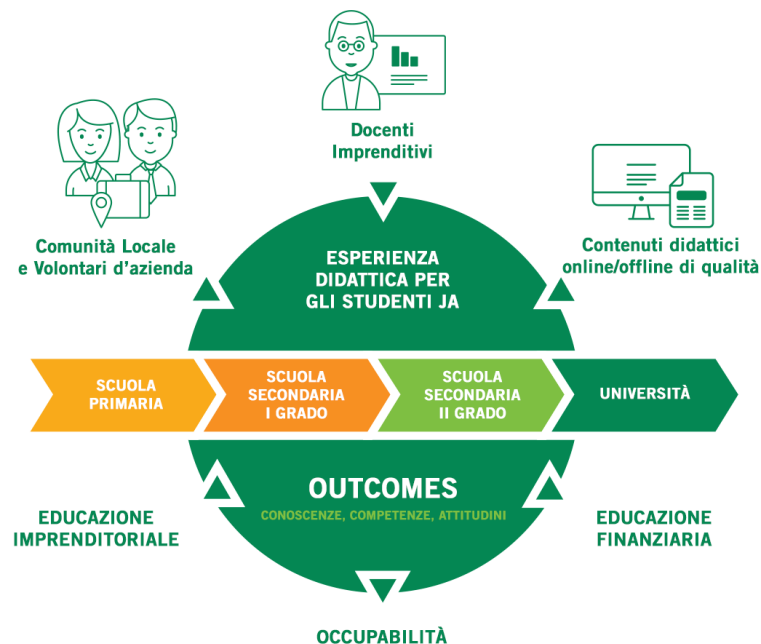 Docenti
Imprenditivi
Comunità Locale
e Volontari d'azienda
Contenuti didattici
online/offline di qualità
ESPERIENZA
DIDATTICA PER
GLI STUDENTI JA
SCUOLA
PRIMARIA
SCUOLA
SECONDARIA
I GRADO
SCUOLA
SECONDARIA
II GRADO
UNIVERSITÀ
OUTCOMES
CONOSCENZE, COMPETENZE, ATTITUDINI
EDUCAZIONE
IMPRENDITORIALE
EDUCAZIONE
FINANZIARIA
OCCUPABILITÀ